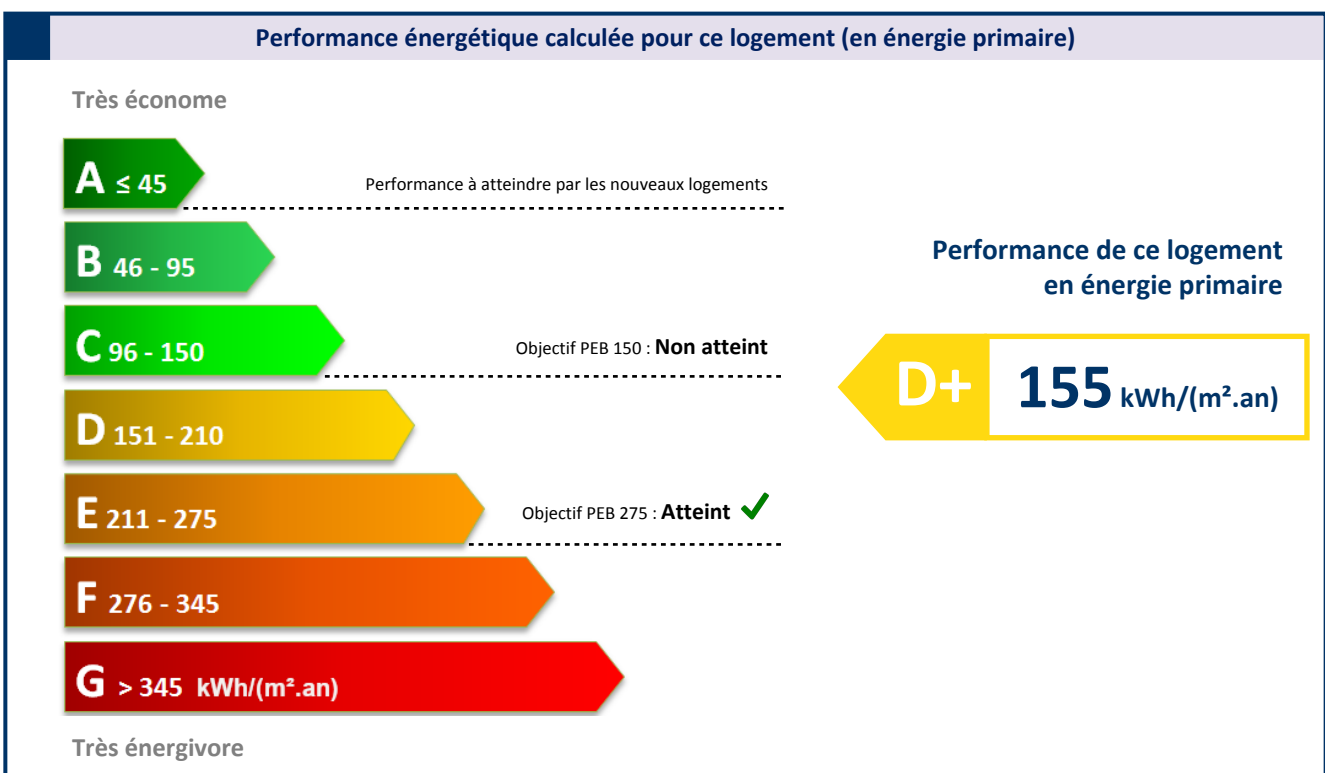 Performance énergétique calculée pour ce logement (en énergie primaire)
Très économe
A ≤ 45
Performance à atteindre par les nouveaux logements
B 46 - 95
Performance de ce logement
en énergie primaire
C 96 - 150
Objectif PEB 150 : Non atteint
D+ 155 kWh/(m².an)
D 151 - 210
E 211 - 275
Objectif PEB 275 : Atteint ✓
F 276 - 345
G > 345 kWh/(m².an)
Très énergivore